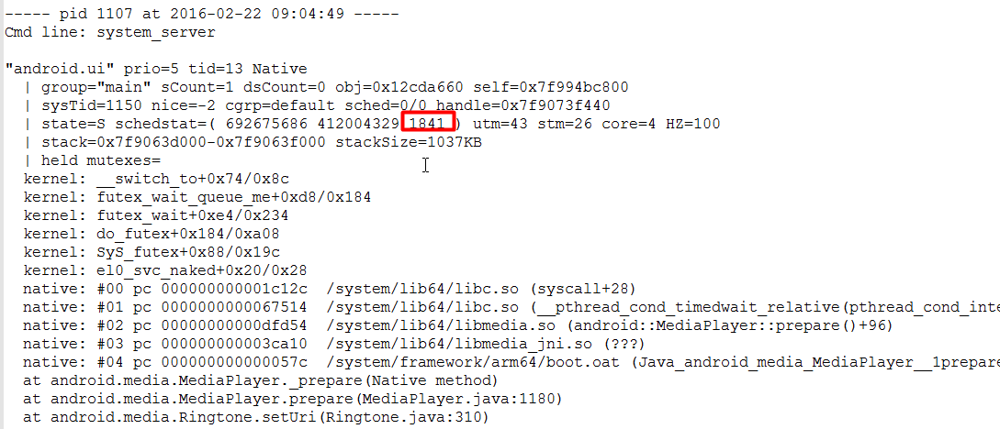 ----- pid 1107 at 2016-02-22 09:04:49 -----
Cmd line: system_server
"android.ui" prio=5 tid=13 Native
| group="main" sCount=1 dsCount=0 obj=0x12cda660 self=0x7f994bc800
| sysTid=1150 nice=-2 cgrp=default sched=0/0 handle=0x7f9073f440
| state=S schedstat=( 692675686 412004329 1841 ) utm=43 stm=26 core=4 HZ=100
| stack=0x7f9063d000-0x7f9063f000 stackSize=1037KB
| held mutexes=
kernel: __switch_to+0x74/0x8c
kernel: futex_wait_queue_me+0xd8/0x184
kernel: futex_wait+0xe4/0x234
kernel: do_futex+0x184/0xa08
kernel: SyS_futex+0x88/0x19c
kernel: el0_svc_naked+0x20/0x28
native: #00 pc 000000000001c12c  /system/lib64/libc.so (syscall+28)
native: #01 pc 0000000000067514  /system/lib64/libc.so (__pthread_cond_timedwait_relative(pthread_cond_inte
native: #02 pc 00000000000dfd54  /system/lib64/libmedia.so (android::MediaPlayer::prepare()+96)
native: #03 pc 000000000003ca10  /system/lib64/libmedia_jni.so (???)
native: #04 pc 000000000000057c  /system/framework/arm64/boot.oat (Java_android_media_MediaPlayer__1prepare
at android.media.MediaPlayer._prepare(Native method)
at android.media.MediaPlayer.prepare(MediaPlayer.java:1180)
at android.media.Ringtone.setUri(Ringtone.java:310)